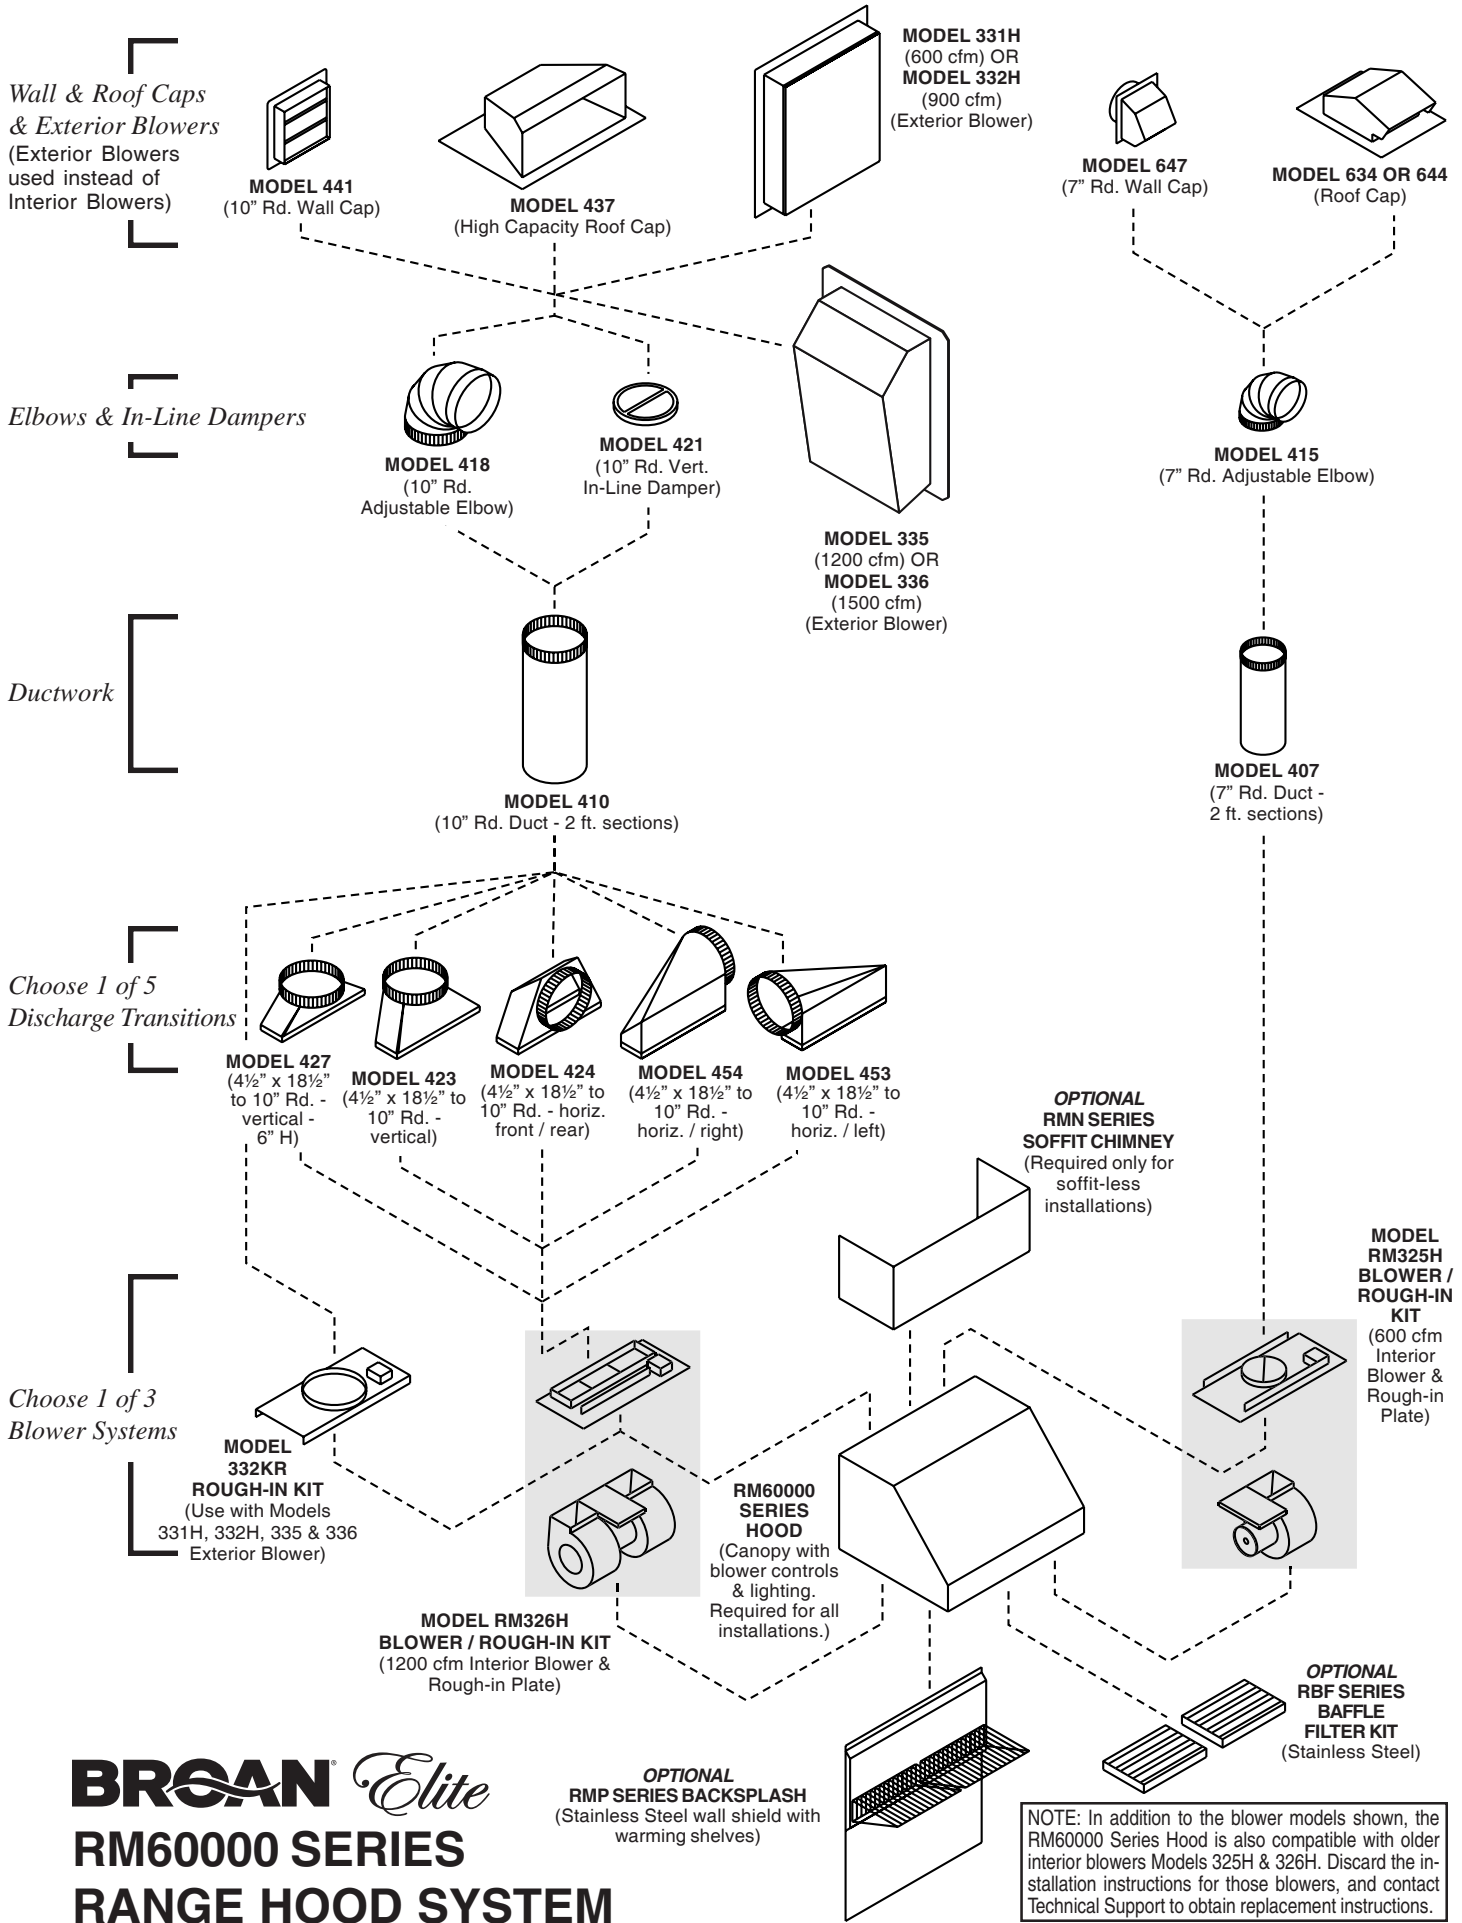 Wall & Roof Caps
& Exterior Blowers
(Exterior Blowers
used instead of
Interior Blowers)
MODEL 441
(10” Rd. Wall Cap)
MODEL 437
(High Capacity Roof Cap)
MODEL 331H
(600 cfm) OR
MODEL 332H
(900 cfm)
(Exterior Blower)
MODEL 647
(7” Rd. Wall Cap)
MODEL 634 OR 644
(Roof Cap)
Elbows & In-Line Dampers
MODEL 418
(10” Rd.
Adjustable Elbow)
MODEL 421
(10” Rd. Vert.
In-Line Damper)
MODEL 335
(1200 cfm) OR
MODEL 336
(1500 cfm)
(Exterior Blower)
MODEL 415
(7” Rd. Adjustable Elbow)
Ductwork
MODEL 410
(10” Rd. Duct - 2 ft. sections)
MODEL 407
(7” Rd. Duct -
2 ft. sections)
Choose 1 of 5
Discharge Transitions
MODEL 427
(4½” x 18½”
to 10” Rd. -
vertical -
6” H)
MODEL 423
(4½” x 18½” to
10” Rd. -
vertical)
MODEL 424
(4½” x 18½” to
10” Rd. - horiz.
front / rear)
MODEL 454
(4½” x 18½” to
10” Rd. -
horiz. / right)
MODEL 453
(4½” x 18½” to
10” Rd. -
horiz. / left)
OPTIONAL
RMN SERIES
SOFFIT CHIMNEY
(Required only for
soffit-less
installations)
MODEL
RM325H
BLOWER /
ROUGH-IN
KIT
(600 cfm
Interior
Blower &
Rough-in
Plate)
Choose 1 of 3
Blower Systems
MODEL
332KR
ROUGH-IN KIT
(Use with Models
331H, 332H, 335 & 336
Exterior Blower)
MODEL RM326H
BLOWER / ROUGH-IN KIT
(1200 cfm Interior Blower &
Rough-in Plate)
RM60000
SERIES
HOOD
(Canopy with
blower controls
& lighting.
Required for all
installations.)
OPTIONAL
RBF SERIES
BAFFLE
FILTER KIT
(Stainless Steel)
OPTIONAL
RMP SERIES BACKSPLASH
(Stainless Steel wall shield with
warming shelves)
BROAN® Elite
RM60000 SERIES
RANGE HOOD SYSTEM
NOTE: In addition to the blower models shown, the
RM60000 Series Hood is also compatible with older
interior blowers Models 325H & 326H. Discard the in-
stallation instructions for those blowers, and contact
Technical Support to obtain replacement instructions.